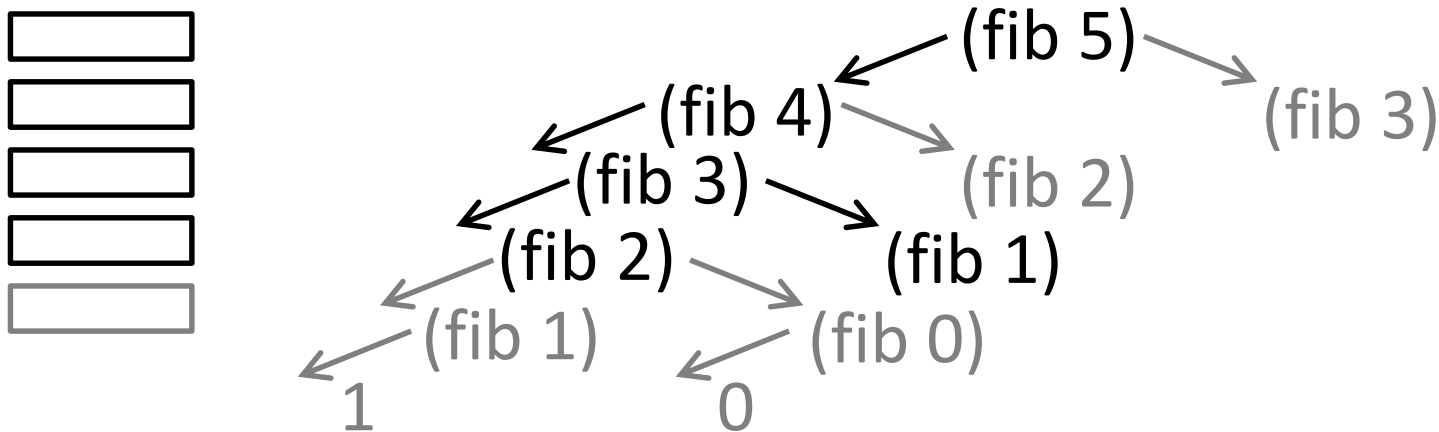 (fib 5)
(fib 4)
(fib 3)
(fib 3)
(fib 2)
(fib 2)
(fib 1)
(fib 1)
(fib 0)
1
0